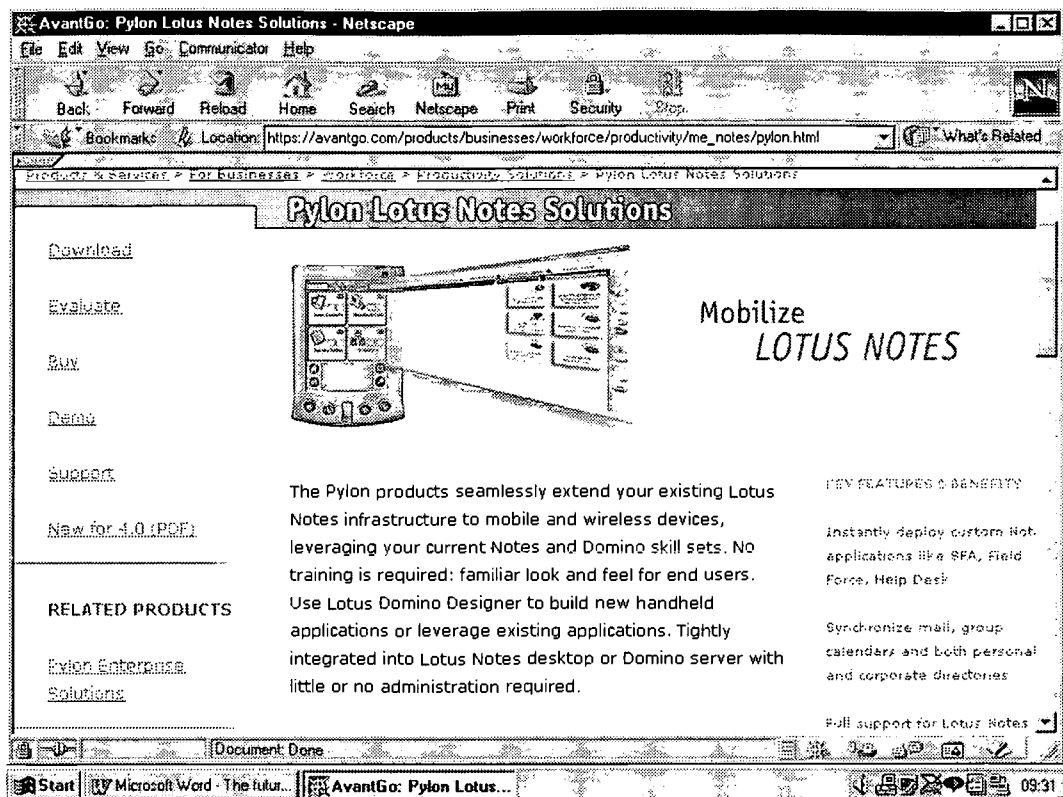 AvantGo: Pylon Lotus Notes Solutions - Netscape
File Edit View Go Communicator Help
Back Forward Reload Home Search Netscape Print Security Stop
Bookmarks Location: https://avantgo.com/products/businesses/workforce/productivity/me_notes/pylon.html What's Related
Products & Services > For Businesses > Workforce > Productivity Solutions > Pylon Lotus Notes Solutions
Pylon Lotus Notes Solutions
Download
Evaluate
Buy
Demo
Support
New for 4.0 (PDF)
RELATED PRODUCTS
Pylon Enterprise
Solutions
Mobilize
LOTUS NOTES
The Pylon products seamlessly extend your existing Lotus
Notes infrastructure to mobile and wireless devices,
leveraging your current Notes and Domino skill sets. No
training is required: familiar look and feel for end users.
Use Lotus Domino Designer to build new handheld
applications or leverage existing applications. Tightly
integrated into Lotus Notes desktop or Domino server with
little or no administration required.
KEY FEATURES & BENEFITS
Instantly deploy custom Not
applications like SFA, Field
Force, Help Desk
Synchronize mail, group
calendars and both personal
and corporate directories
Full support for Lotus Notes
Document: Done
Start Microsoft Word - The futur... AvantGo: Pylon Lotus... 09:31